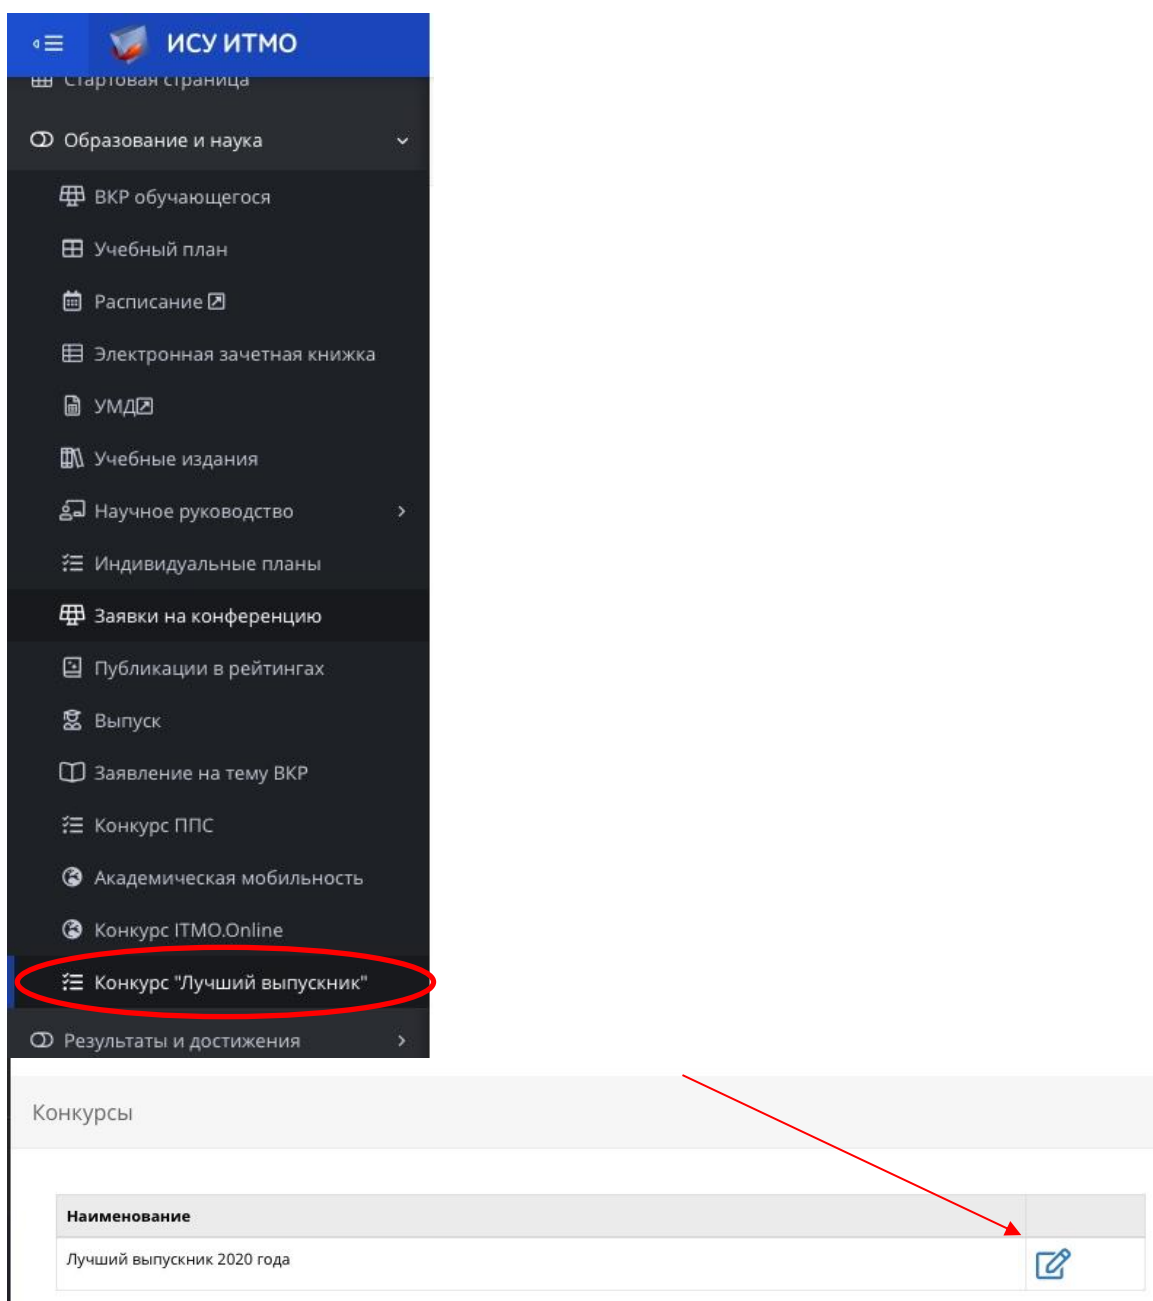 ИСУ ИТМО
Стартовая страница
Образование и наука
ВКР обучающегося
Учебный план
Расписание
Электронная зачетная книжка
УМД
Учебные издания
Научное руководство
Индивидуальные планы
Заявки на конференцию
Публикации в рейтингах
Выпуск
Заявление на тему ВКР
Конкурс ППС
Академическая мобильность
Конкурс ITMO.Online
Конкурс "Лучший выпускник"
Результаты и достижения
Конкурсы
Наименование
Лучший выпускник 2020 года